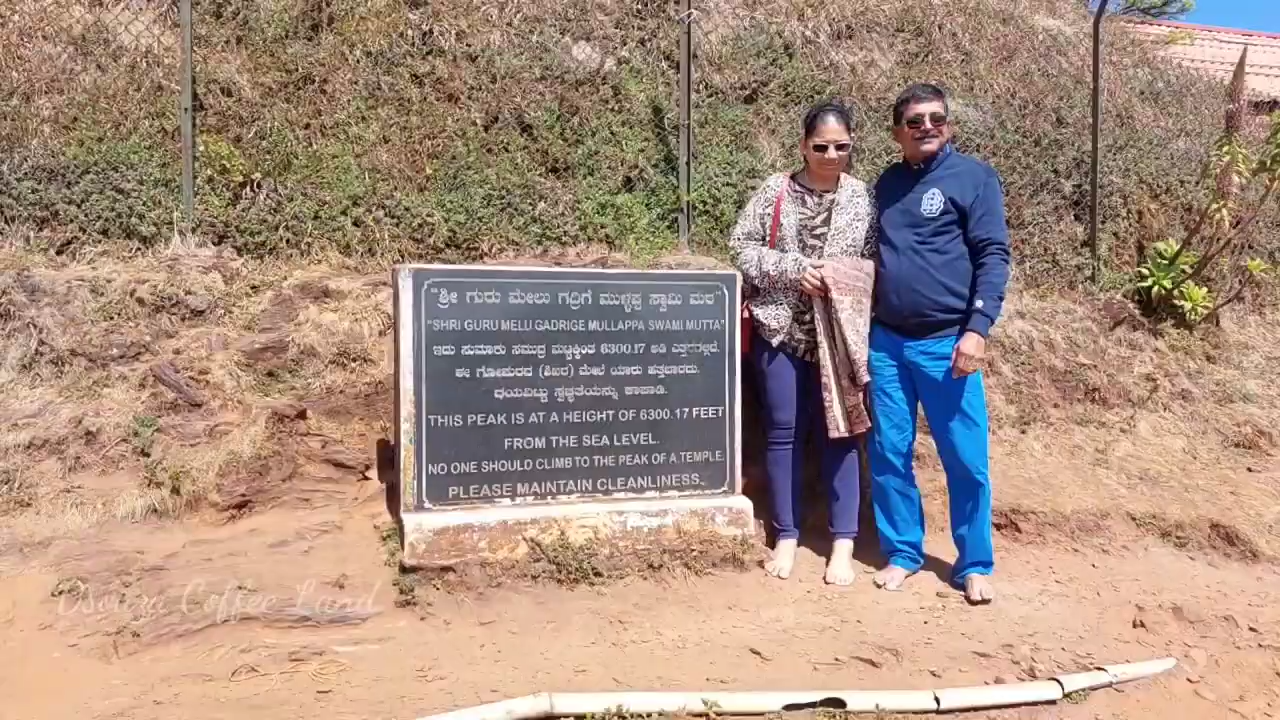 "ಶ್ರೀ ಗುರು ಮೇಲು ಗದ್ರಿಗೆ ಮುಳ್ಳಪ್ಪ ಸ್ವಾಮಿ ಮಠ"
"SHRI GURU MELU GADRIGE MULLAPPA SWAMI MUTTA"
ಇದು ಸುಮಾರು ಸಮುದ್ರ ಮಟ್ಟಕ್ಕಿಂತ 6300.17 ಅಡಿ ಎತ್ತರದಲ್ಲಿದೆ.
ಈ ಗೋಪುರದ (ಶಿಖರ) ಮೇಲೆ ಯಾರು ಹತ್ತಬಾರದು.
ಧಯವಿಟ್ಟು ಸ್ವಚ್ಛತೆಯನ್ನು ಕಾಪಾಡಿ.
THIS PEAK IS AT A HEIGHT OF 6300.17 FEET
FROM THE SEA LEVEL.
NO ONE SHOULD CLIMB TO THE PEAK OF A.TEMPLE.
PLEASE MAINTAIN CLEANLINESS.
Dsouza Coffee Land